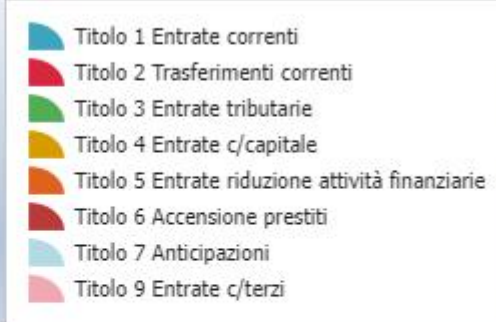 Titolo 1 Entrate correnti
Titolo 2 Trasferimenti correnti
Titolo 3 Entrate tributarie
Titolo 4 Entrate c/capitale
Titolo 5 Entrate riduzione attività finanziarie
Titolo 6 Accensione prestiti
Titolo 7 Anticipazioni
Titolo 9 Entrate c/terzi